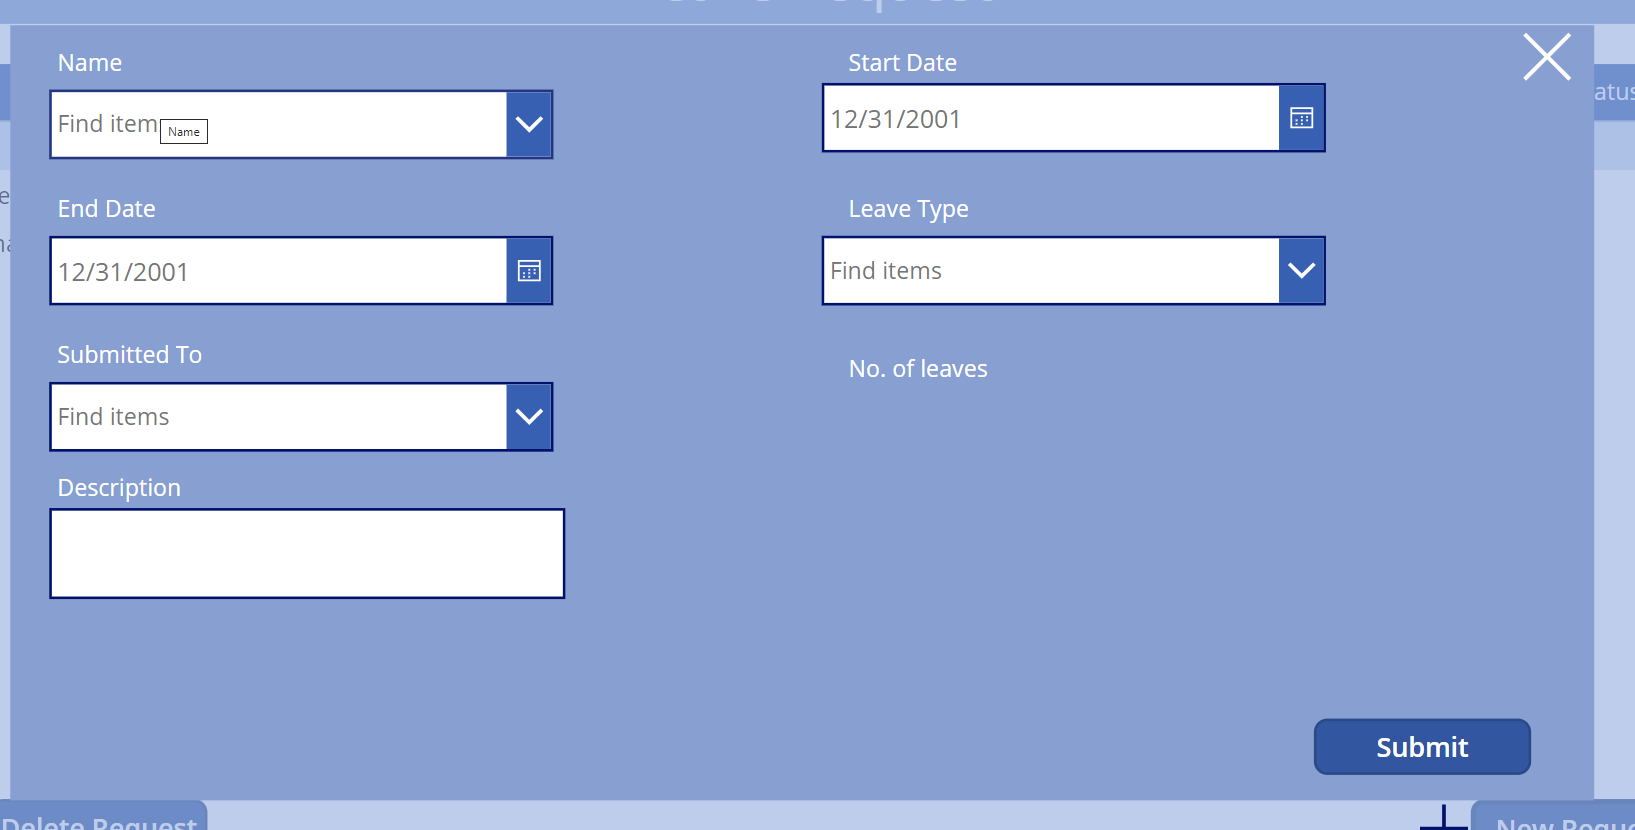 Name
Start Date
Find item
Name
12/31/2001
atus
End Date
Leave Type
12/31/2001
Find items
Submitted To
No. of leaves
Find items
Description
Submit
Delete Request
New Reque